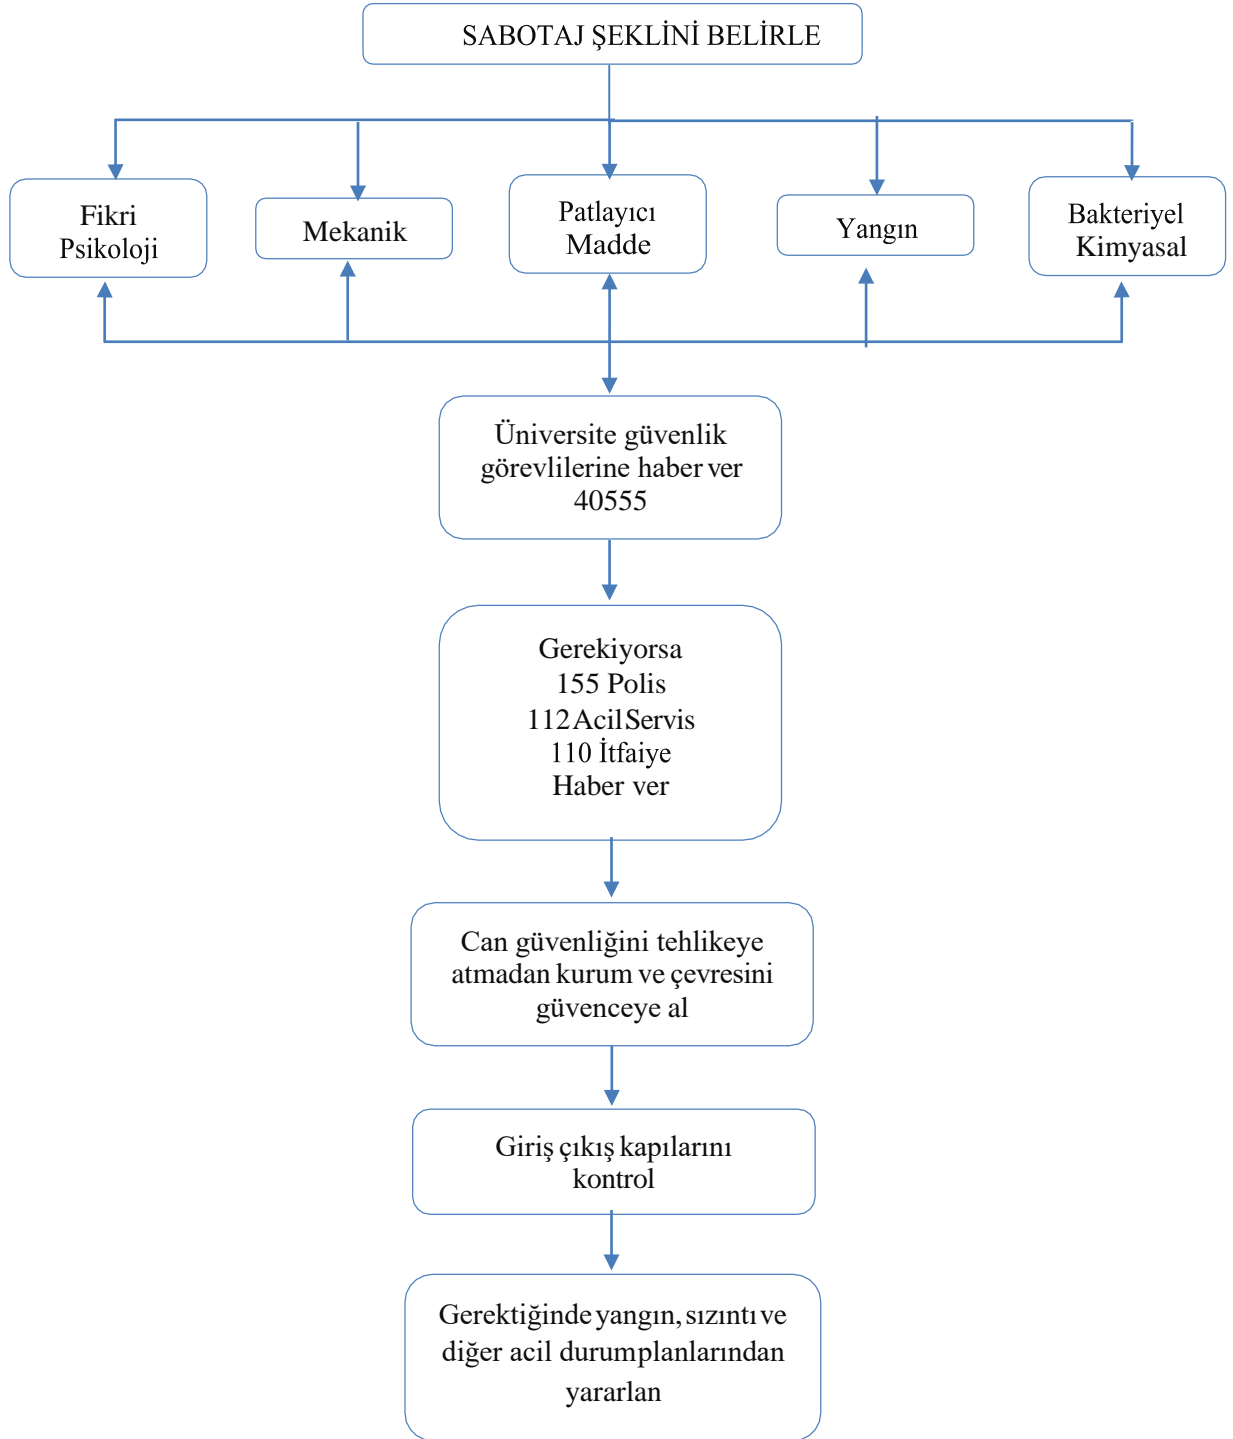 SABOTAJ ŞEKLİNİ BELİRLE
Fikri
Psikoloji
Mekanik
Patlayıcı
Madde
Yangın
Bakteriyel
Kimyasal
Üniversite güvenlik
görevlilerine haber ver
40555
Gerekiyorsa
155 Polis
112 Acil Servis
110 İtfaiye
Haber ver
Can güvenliğini tehlikeye
atmadan kurum ve çevresini
güvenceye al
Giriş çıkış kapılarını
kontrol
Gerektiğinde yangın, sızıntı ve
diğer acil durumplanlarından
yararlan